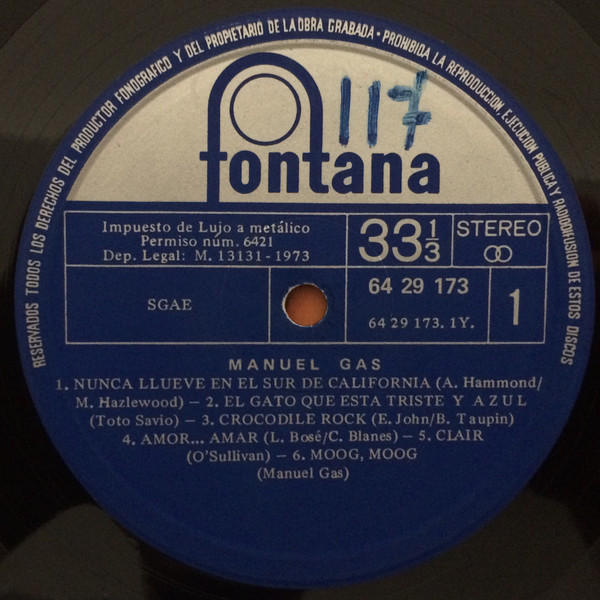 RESERVADOS TODOS LOS DERECHOS DEL PRODUCTOR FONOGRAFICO Y DEL PROPIETARIO DE LA OBRA GRABADA · PROHIBIDA LA REPRODUCCION, EJECUCION PUBLICA Y RADIODIFUSION DE ESTOS DISCOS
117
fontana
Impuesto de Lujo a metálico
Permiso núm. 6421
Dep. Legal: M. 13131-1973
33 1/3
STEREO
SGAE
64 29 173
64 29 173. 1Y.
1
MANUEL GAS
1. NUNCA LLUEVE EN EL SUR DE CALIFORNIA (A. Hammond/
M. Hazlewood) — 2. EL GATO QUE ESTA TRISTE Y AZUL
(Toto Savio) — 3. CROCODILE ROCK (E. John/B. Taupin)
4. AMOR... AMAR (L. Bosé/C. Blanes) — 5. CLAIR
(O'Sullivan) — 6. MOOG, MOOG
(Manuel Gas)